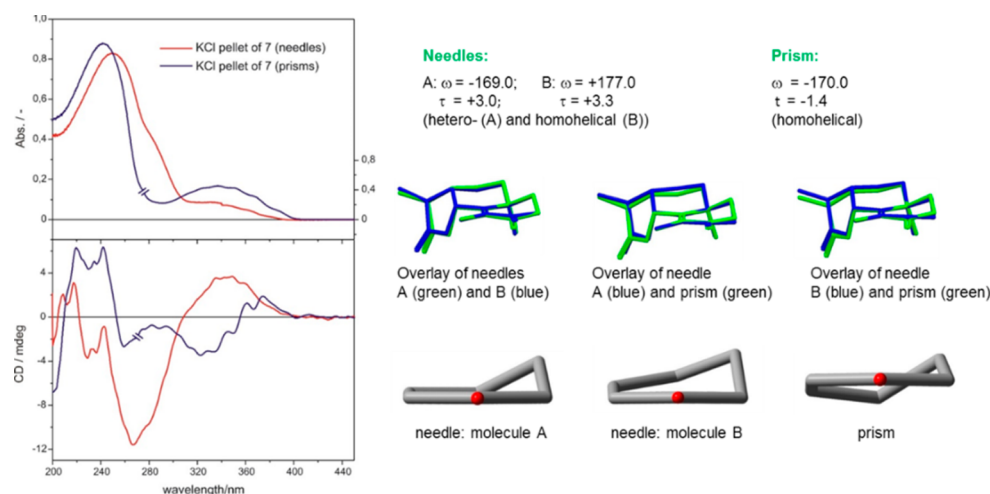 1,0
0,8
0,6
0,4
0,2
0
Abs. / -
KCl pellet of 7 (needles)
KCl pellet of 7 (prisms)
0,8
0,4
0
4
0
-4
-8
-12
CD / mdeg
200 240 280 320 360 400 440
wavelength/nm
Needles:
A: ω = -169.0; B: ω = +177.0
τ = +3.0; τ = +3.3
(hetero- (A) and homohelical (B))
Prism:
ω = -170.0
t = -1.4
(homohelical)
Overlay of needles
A (green) and B (blue)
Overlay of needle
A (blue) and prism (green)
Overlay of needle
B (blue) and prism (green)
needle: molecule A
needle: molecule B
prism